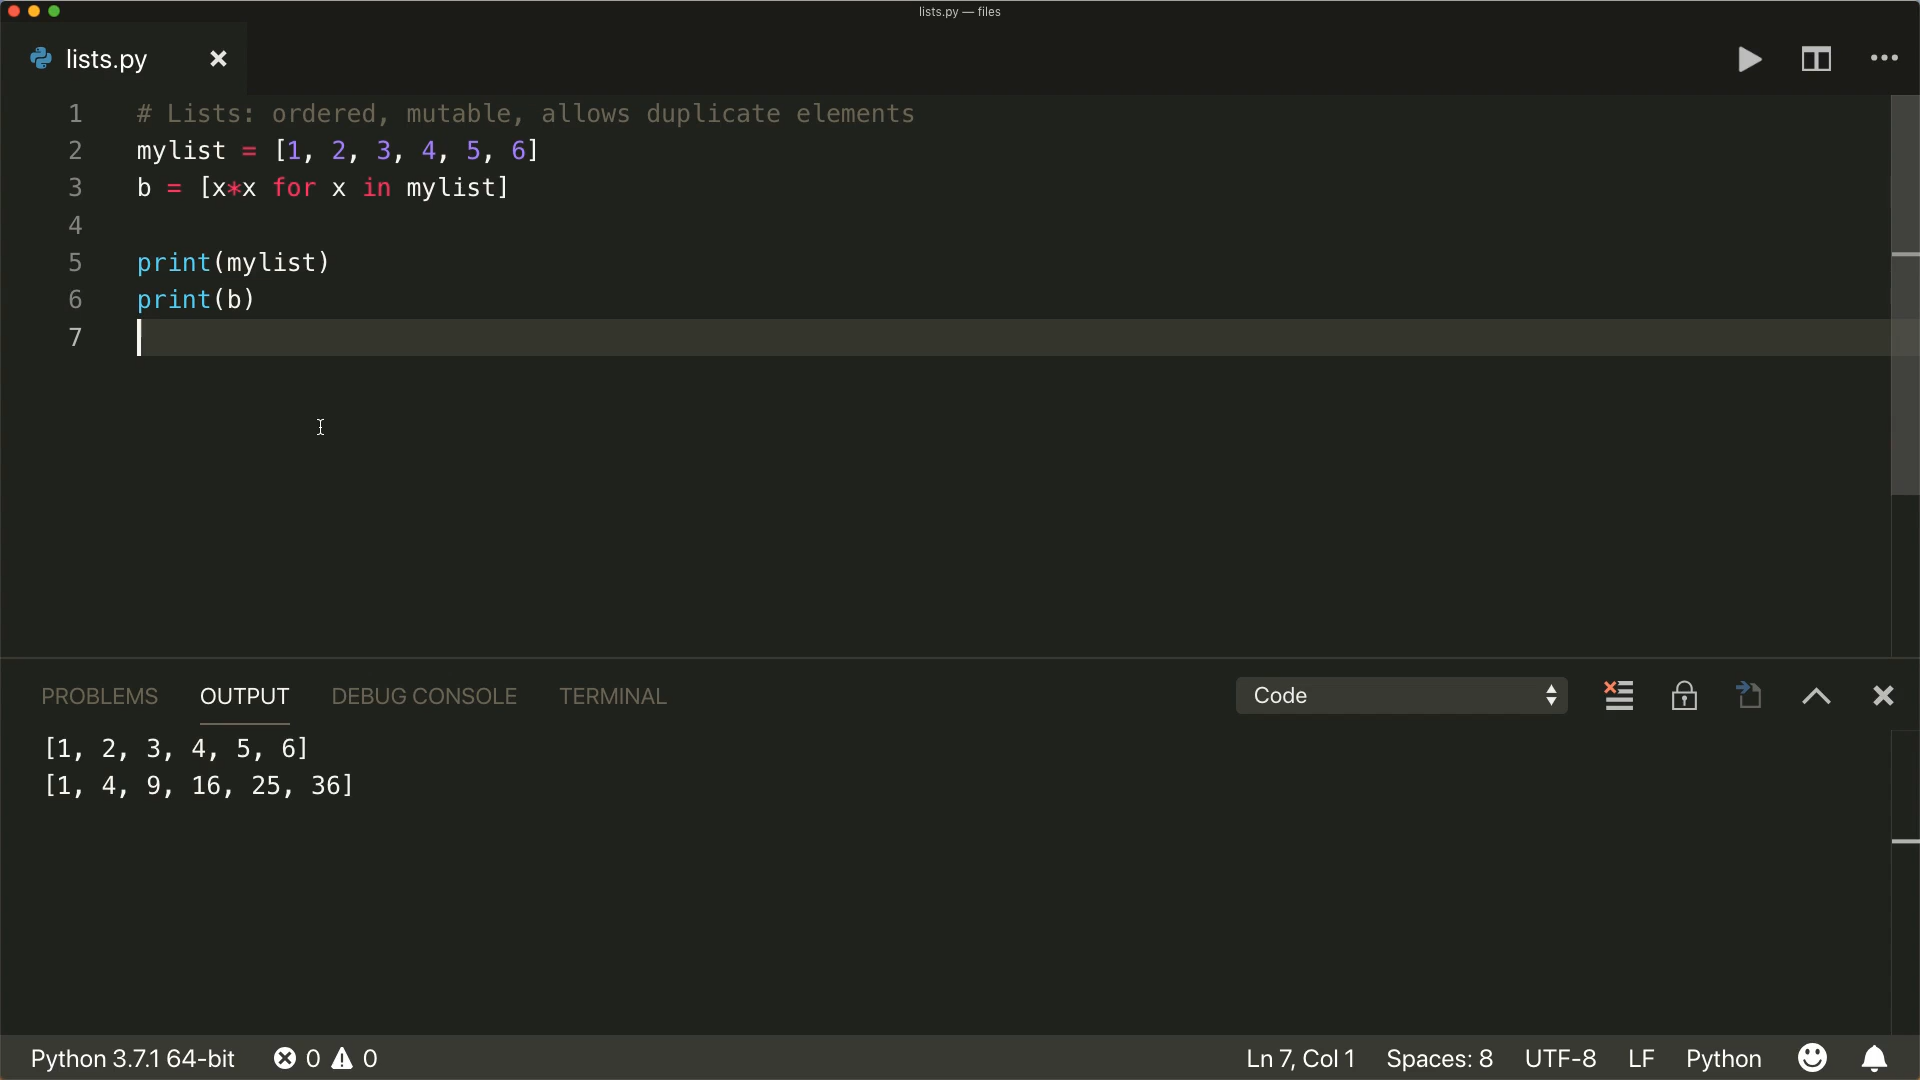 lists.py — files
lists.py
1 # Lists: ordered, mutable, allows duplicate elements
2 mylist = [1, 2, 3, 4, 5, 6]
3 b = [x*x for x in mylist]
4
5 print(mylist)
6 print(b)
7
PROBLEMS OUTPUT DEBUG CONSOLE TERMINAL Code
[1, 2, 3, 4, 5, 6]
[1, 4, 9, 16, 25, 36]
Python 3.7.1 64-bit 0 0 Ln 7, Col 1 Spaces: 8 UTF-8 LF Python